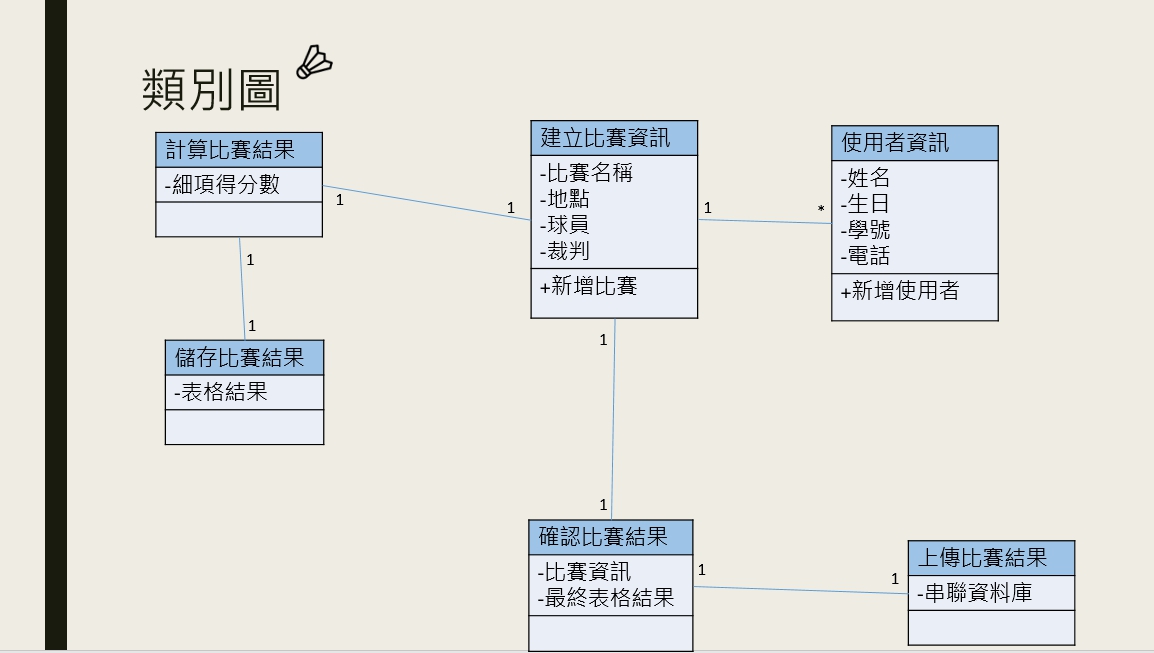 類別圖
計算比賽結果
-細項得分數
1
1
建立比賽資訊
-比賽名稱
-地點
-球員
-裁判
+新增比賽
1
*
使用者資訊
-姓名
-生日
-學號
-電話
+新增使用者
1
1
儲存比賽結果
-表格結果
1
1
確認比賽結果
-比賽資訊
-最終表格結果
1
1
上傳比賽結果
-串聯資料庫